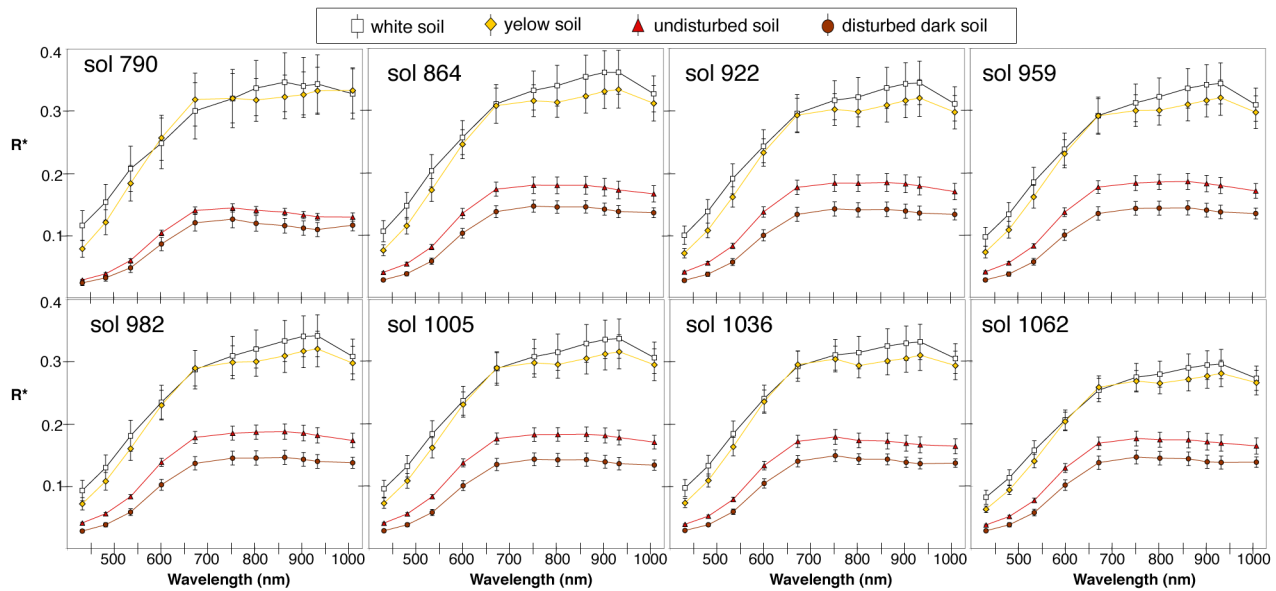 white soil yelow soil undisturbed soil disturbed dark soil
0.4 sol 790 sol 864 sol 922 sol 959
0.3
R*
0.2
0.1
0.4
sol 982 sol 1005 sol 1036 sol 1062
0.3
R*
0.2
0.1
500 600 700 800 900 1000 500 600 700 800 900 1000 500 600 700 800 900 1000 500 600 700 800 900 1000
Wavelength (nm) Wavelength (nm) Wavelength (nm) Wavelength (nm)